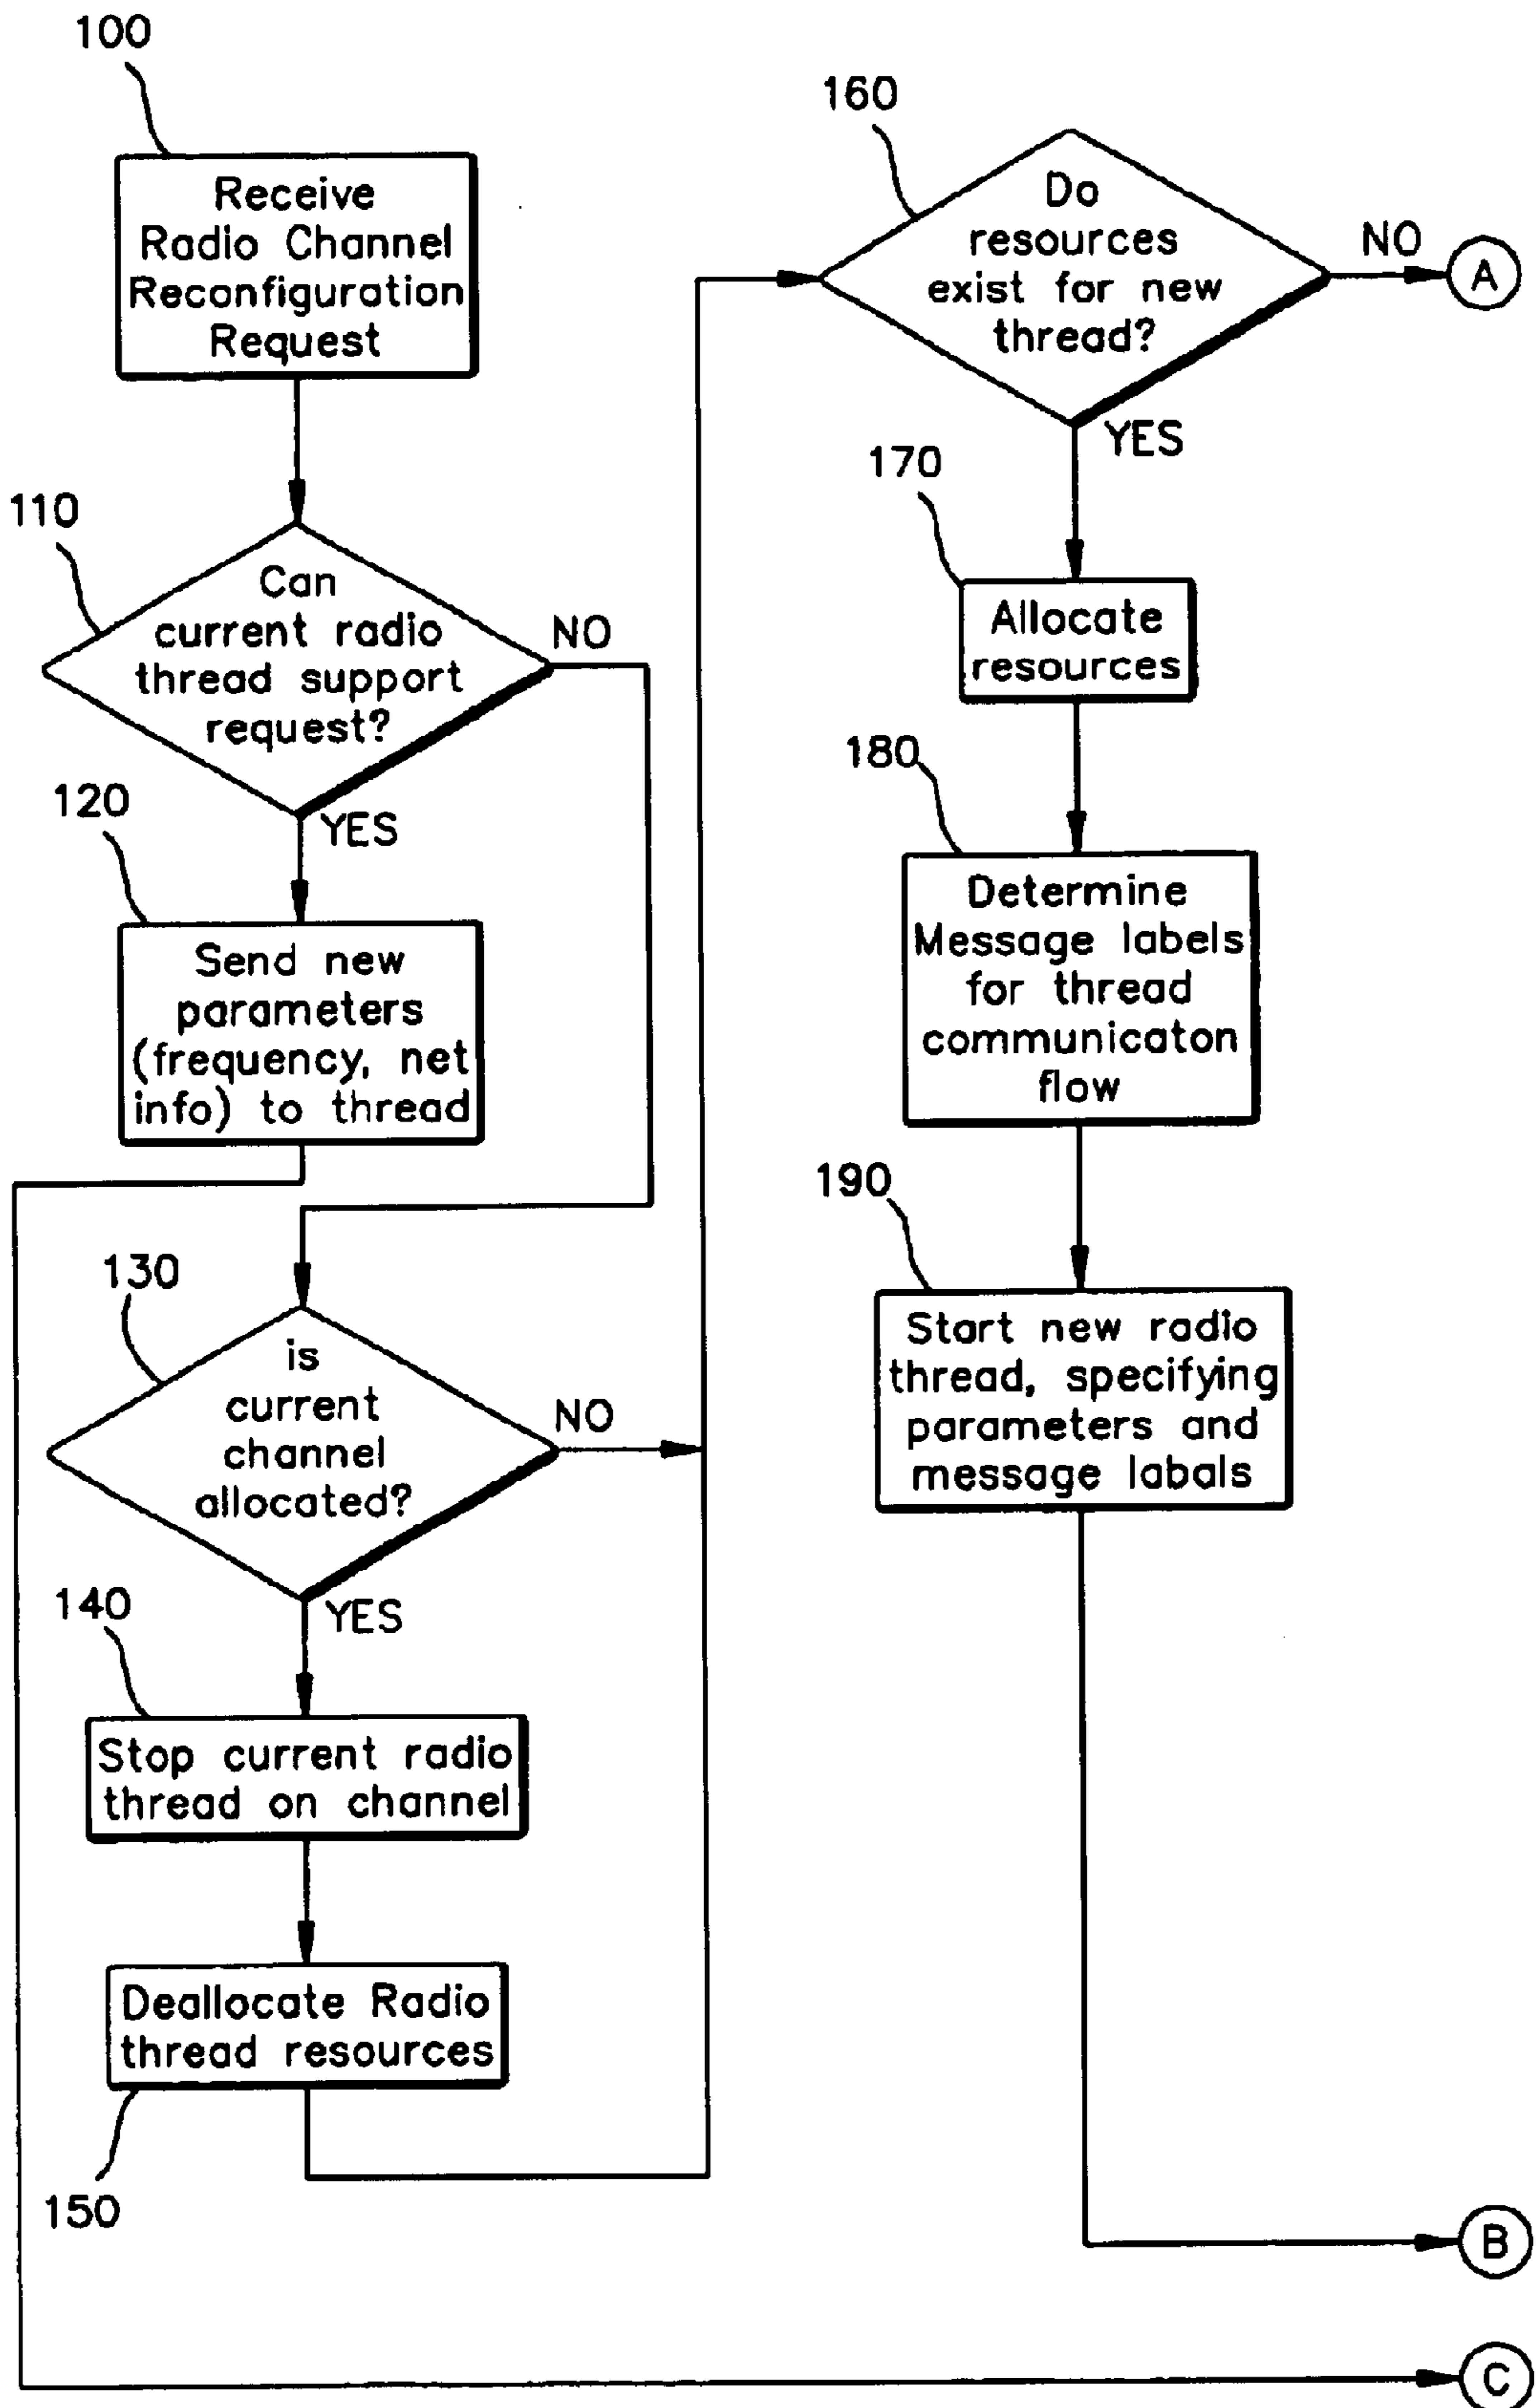 100
Receive
Radio Channel
Reconfiguration
Request
110
Can
current radio
thread support
request?
NO
YES
120
Send new
parameters
(frequency, net
info) to thread
130
is
current
channel
allocated?
NO
YES
140
Stop current radio
thread on channel
Deallocate Radio
thread resources
150
160
Do
resources
exist for new
thread?
NO
A
YES
170
Allocate
resources
180
Determine
Message labels
for thread
communicaton
flow
190
Start new radio
thread, specifying
parameters and
message labals
B
C